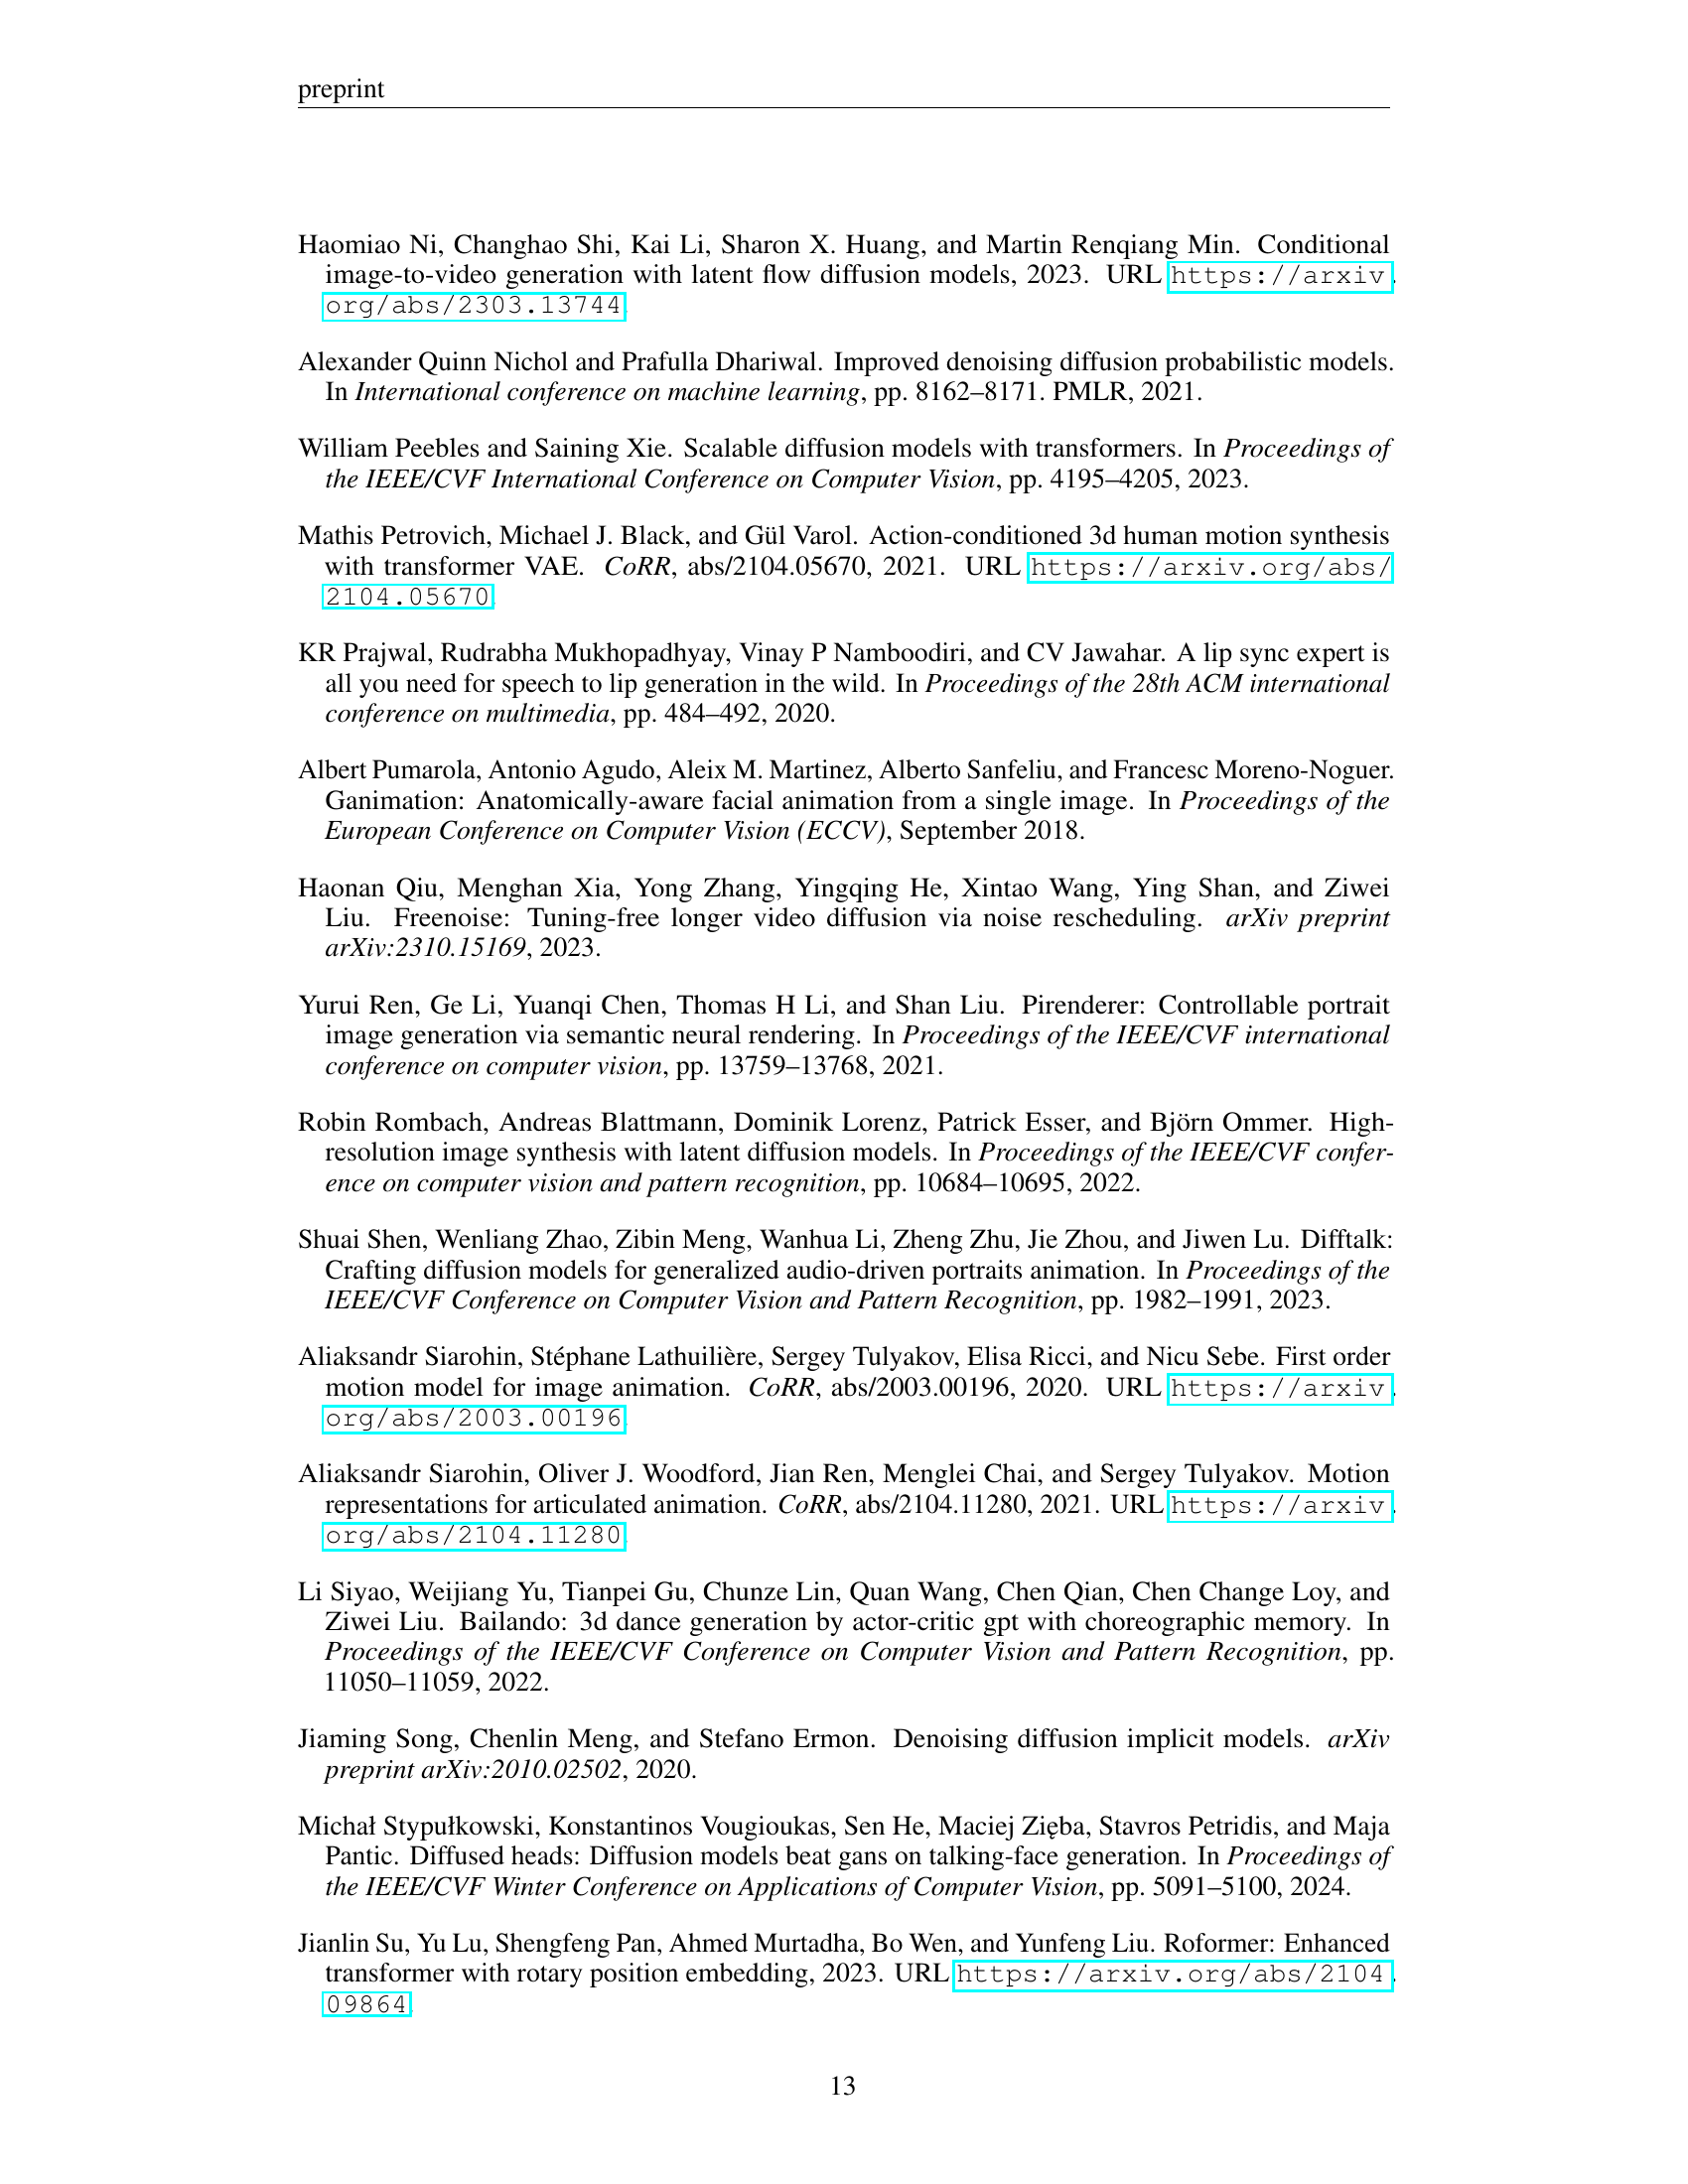 preprint
Haomiao Ni, Changhao Shi, Kai Li, Sharon X. Huang, and Martin Renqiang Min. Conditional
image-to-video generation with latent flow diffusion models, 2023. URL https://arxiv.
org/abs/2303.13744.
Alexander Quinn Nichol and Prafulla Dhariwal. Improved denoising diffusion probabilistic models.
In International conference on machine learning, pp. 8162–8171. PMLR, 2021.
William Peebles and Saining Xie. Scalable diffusion models with transformers. In Proceedings of
the IEEE/CVF International Conference on Computer Vision, pp. 4195–4205, 2023.
Mathis Petrovich, Michael J. Black, and Gül Varol. Action-conditioned 3d human motion synthesis
with transformer VAE. CoRR, abs/2104.05670, 2021. URL https://arxiv.org/abs/
2104.05670.
KR Prajwal, Rudrabha Mukhopadhyay, Vinay P Namboodiri, and CV Jawahar. A lip sync expert is
all you need for speech to lip generation in the wild. In Proceedings of the 28th ACM international
conference on multimedia, pp. 484–492, 2020.
Albert Pumarola, Antonio Agudo, Aleix M. Martinez, Alberto Sanfeliu, and Francesc Moreno-Noguer.
Ganimation: Anatomically-aware facial animation from a single image. In Proceedings of the
European Conference on Computer Vision (ECCV), September 2018.
Haonan Qiu, Menghan Xia, Yong Zhang, Yingqing He, Xintao Wang, Ying Shan, and Ziwei
Liu. Freenoise: Tuning-free longer video diffusion via noise rescheduling. arXiv preprint
arXiv:2310.15169, 2023.
Yurui Ren, Ge Li, Yuanqi Chen, Thomas H Li, and Shan Liu. Pirenderer: Controllable portrait
image generation via semantic neural rendering. In Proceedings of the IEEE/CVF international
conference on computer vision, pp. 13759–13768, 2021.
Robin Rombach, Andreas Blattmann, Dominik Lorenz, Patrick Esser, and Björn Ommer. High-
resolution image synthesis with latent diffusion models. In Proceedings of the IEEE/CVF confer-
ence on computer vision and pattern recognition, pp. 10684–10695, 2022.
Shuai Shen, Wenliang Zhao, Zibin Meng, Wanhua Li, Zheng Zhu, Jie Zhou, and Jiwen Lu. Difftalk:
Crafting diffusion models for generalized audio-driven portraits animation. In Proceedings of the
IEEE/CVF Conference on Computer Vision and Pattern Recognition, pp. 1982–1991, 2023.
Aliaksandr Siarohin, Stéphane Lathuilière, Sergey Tulyakov, Elisa Ricci, and Nicu Sebe. First order
motion model for image animation. CoRR, abs/2003.00196, 2020. URL https://arxiv.
org/abs/2003.00196.
Aliaksandr Siarohin, Oliver J. Woodford, Jian Ren, Menglei Chai, and Sergey Tulyakov. Motion
representations for articulated animation. CoRR, abs/2104.11280, 2021. URL https://arxiv.
org/abs/2104.11280.
Li Siyao, Weijiang Yu, Tianpei Gu, Chunze Lin, Quan Wang, Chen Qian, Chen Change Loy, and
Ziwei Liu. Bailando: 3d dance generation by actor-critic gpt with choreographic memory. In
Proceedings of the IEEE/CVF Conference on Computer Vision and Pattern Recognition, pp.
11050–11059, 2022.
Jiaming Song, Chenlin Meng, and Stefano Ermon. Denoising diffusion implicit models. arXiv
preprint arXiv:2010.02502, 2020.
Michał Stypułkowski, Konstantinos Vougioukas, Sen He, Maciej Zięba, Stavros Petridis, and Maja
Pantic. Diffused heads: Diffusion models beat gans on talking-face generation. In Proceedings of
the IEEE/CVF Winter Conference on Applications of Computer Vision, pp. 5091–5100, 2024.
Jianlin Su, Yu Lu, Shengfeng Pan, Ahmed Murtadha, Bo Wen, and Yunfeng Liu. Roformer: Enhanced
transformer with rotary position embedding, 2023. URL https://arxiv.org/abs/2104.
09864.
13